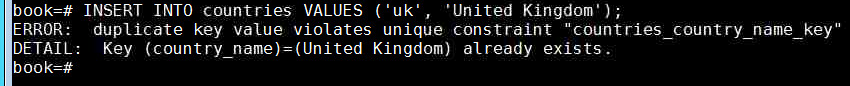 book=# INSERT INTO countries VALUES ('uk', 'United Kingdom');
ERROR:  duplicate key value violates unique constraint "countries_country_name_key"
DETAIL:  Key (country_name)=(United Kingdom) already exists.
book=#